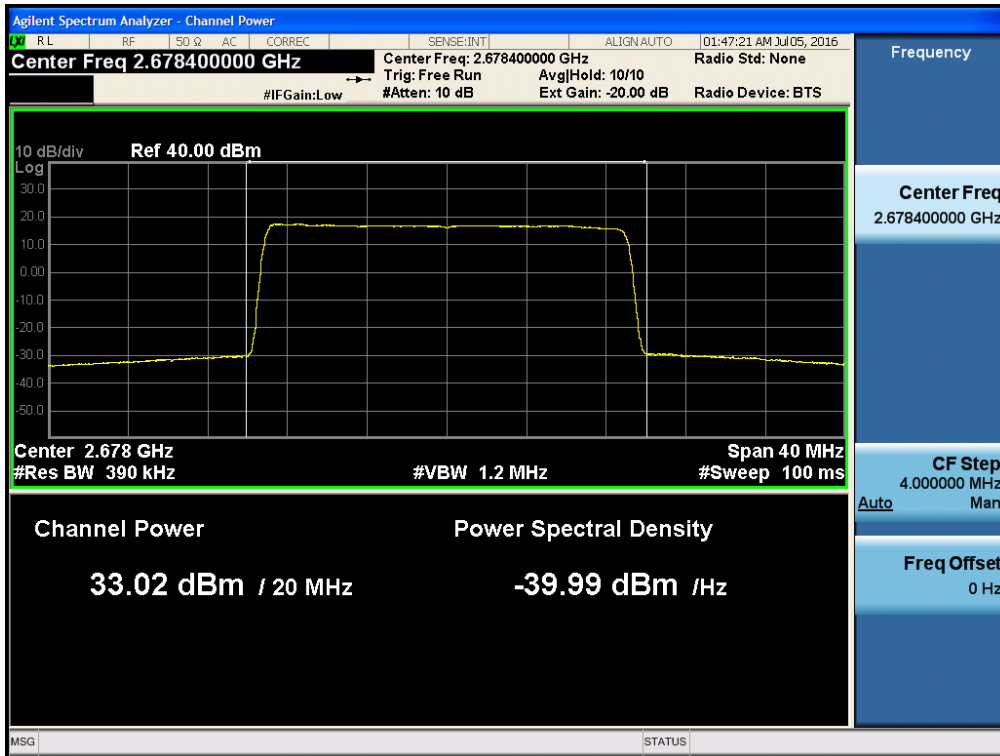 Agilent Spectrum Analyzer - Channel Power
LXI RL RF 50 Ω AC CORREC SENSE:INT ALIGN AUTO 01:47:21 AM Jul 05, 2016
Center Freq 2.678400000 GHz
Center Freq: 2.678400000 GHz Radio Std: None
Trig: Free Run Avg|Hold: 10/10
#IFGain:Low #Atten: 10 dB Ext Gain: -20.00 dB Radio Device: BTS
Frequency
10 dB/div Ref 40.00 dBm
Log
30.0
20.0
10.0
0.00
-10.0
-20.0
-30.0
-40.0
-50.0
Center 2.678 GHz Span 40 MHz
#Res BW 390 kHz #VBW 1.2 MHz #Sweep 100 ms
Channel Power Power Spectral Density
33.02 dBm / 20 MHz -39.99 dBm /Hz
Center Freq
2.678400000 GHz
CF Step
4.000000 MHz
Auto Man
Freq Offset
0 Hz
MSG STATUS